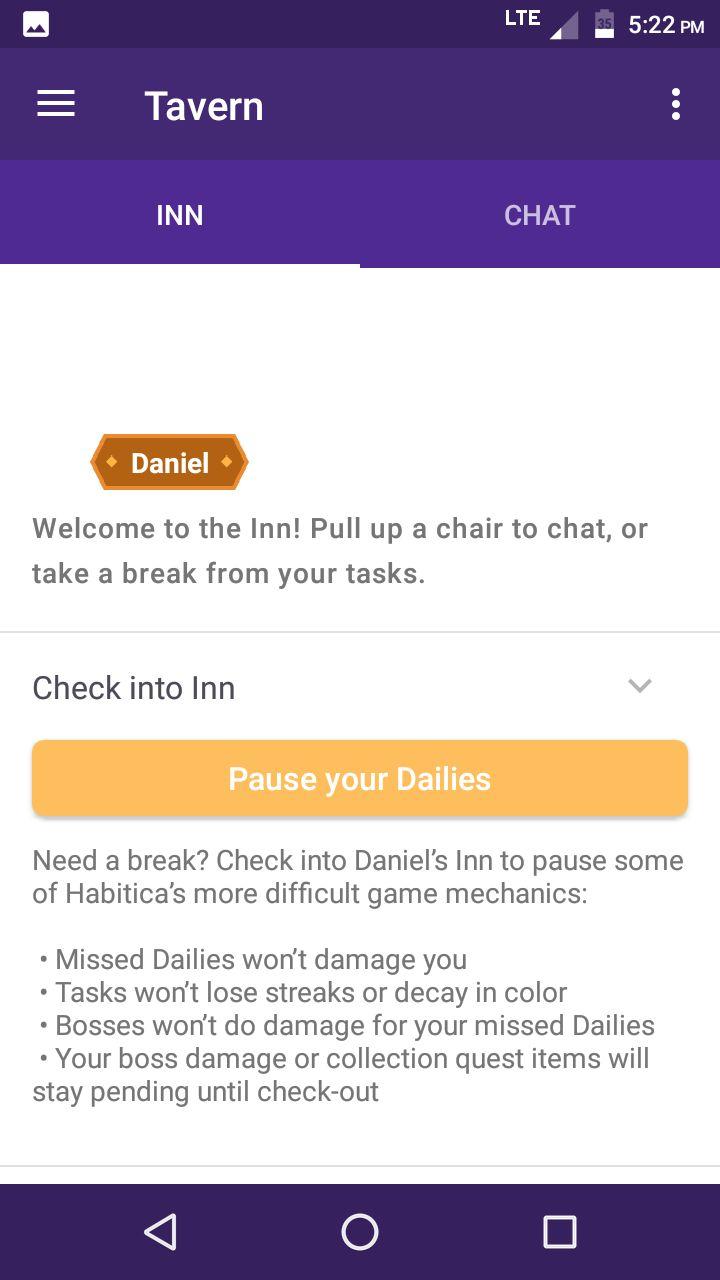 LTE 35 5:22 PM
Tavern
INN CHAT
Daniel
Welcome to the Inn! Pull up a chair to chat, or
take a break from your tasks.
Check into Inn
Pause your Dailies
Need a break? Check into Daniel’s Inn to pause some
of Habitica’s more difficult game mechanics:
• Missed Dailies won’t damage you
• Tasks won’t lose streaks or decay in color
• Bosses won’t do damage for your missed Dailies
• Your boss damage or collection quest items will
stay pending until check-out